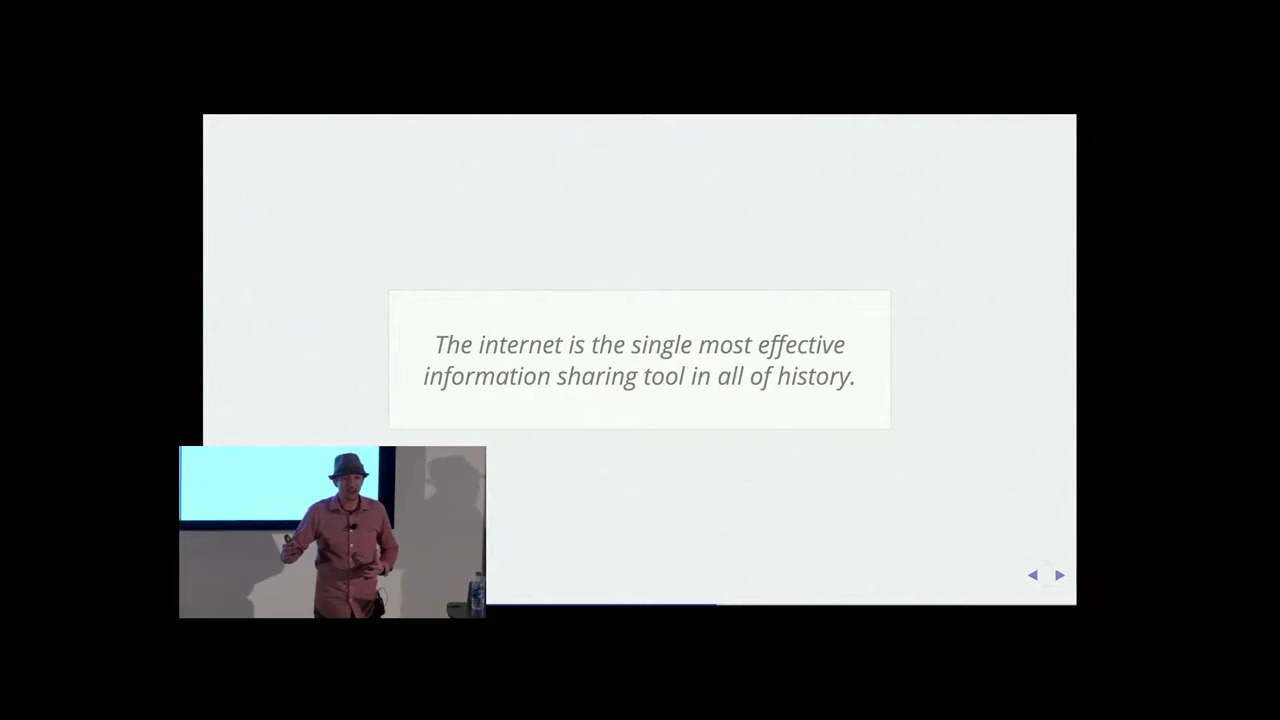 The internet is the single most effective
information sharing tool in all of history.